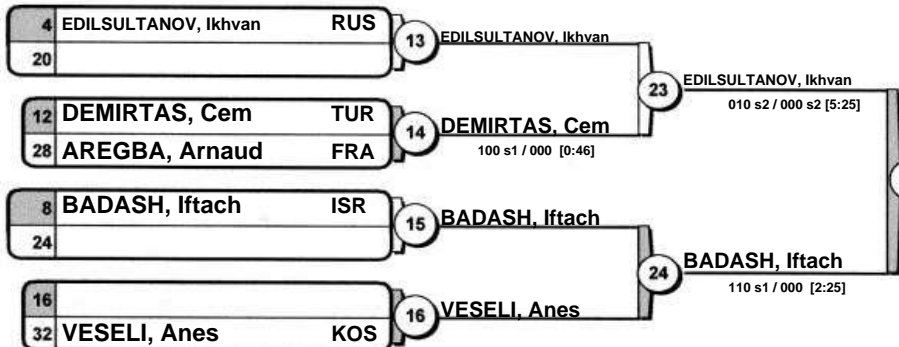 4 EDILSULTANOV, Ikhvan RUS
20
13 EDILSULTANOV, Ikhvan
12 DEMIRTAS, Cem TUR
28 AREGBA, Arnaud FRA
14 DEMIRTAS, Cem
100 s1 / 000 [0:46]
23 EDILSULTANOV, Ikhvan
010 s2 / 000 s2 [5:25]
8 BADASH, Iftach ISR
24
15 BADASH, Iftach
16
32 VESELI, Anes KOS
16 VESELI, Anes
24 BADASH, Iftach
110 s1 / 000 [2:25]